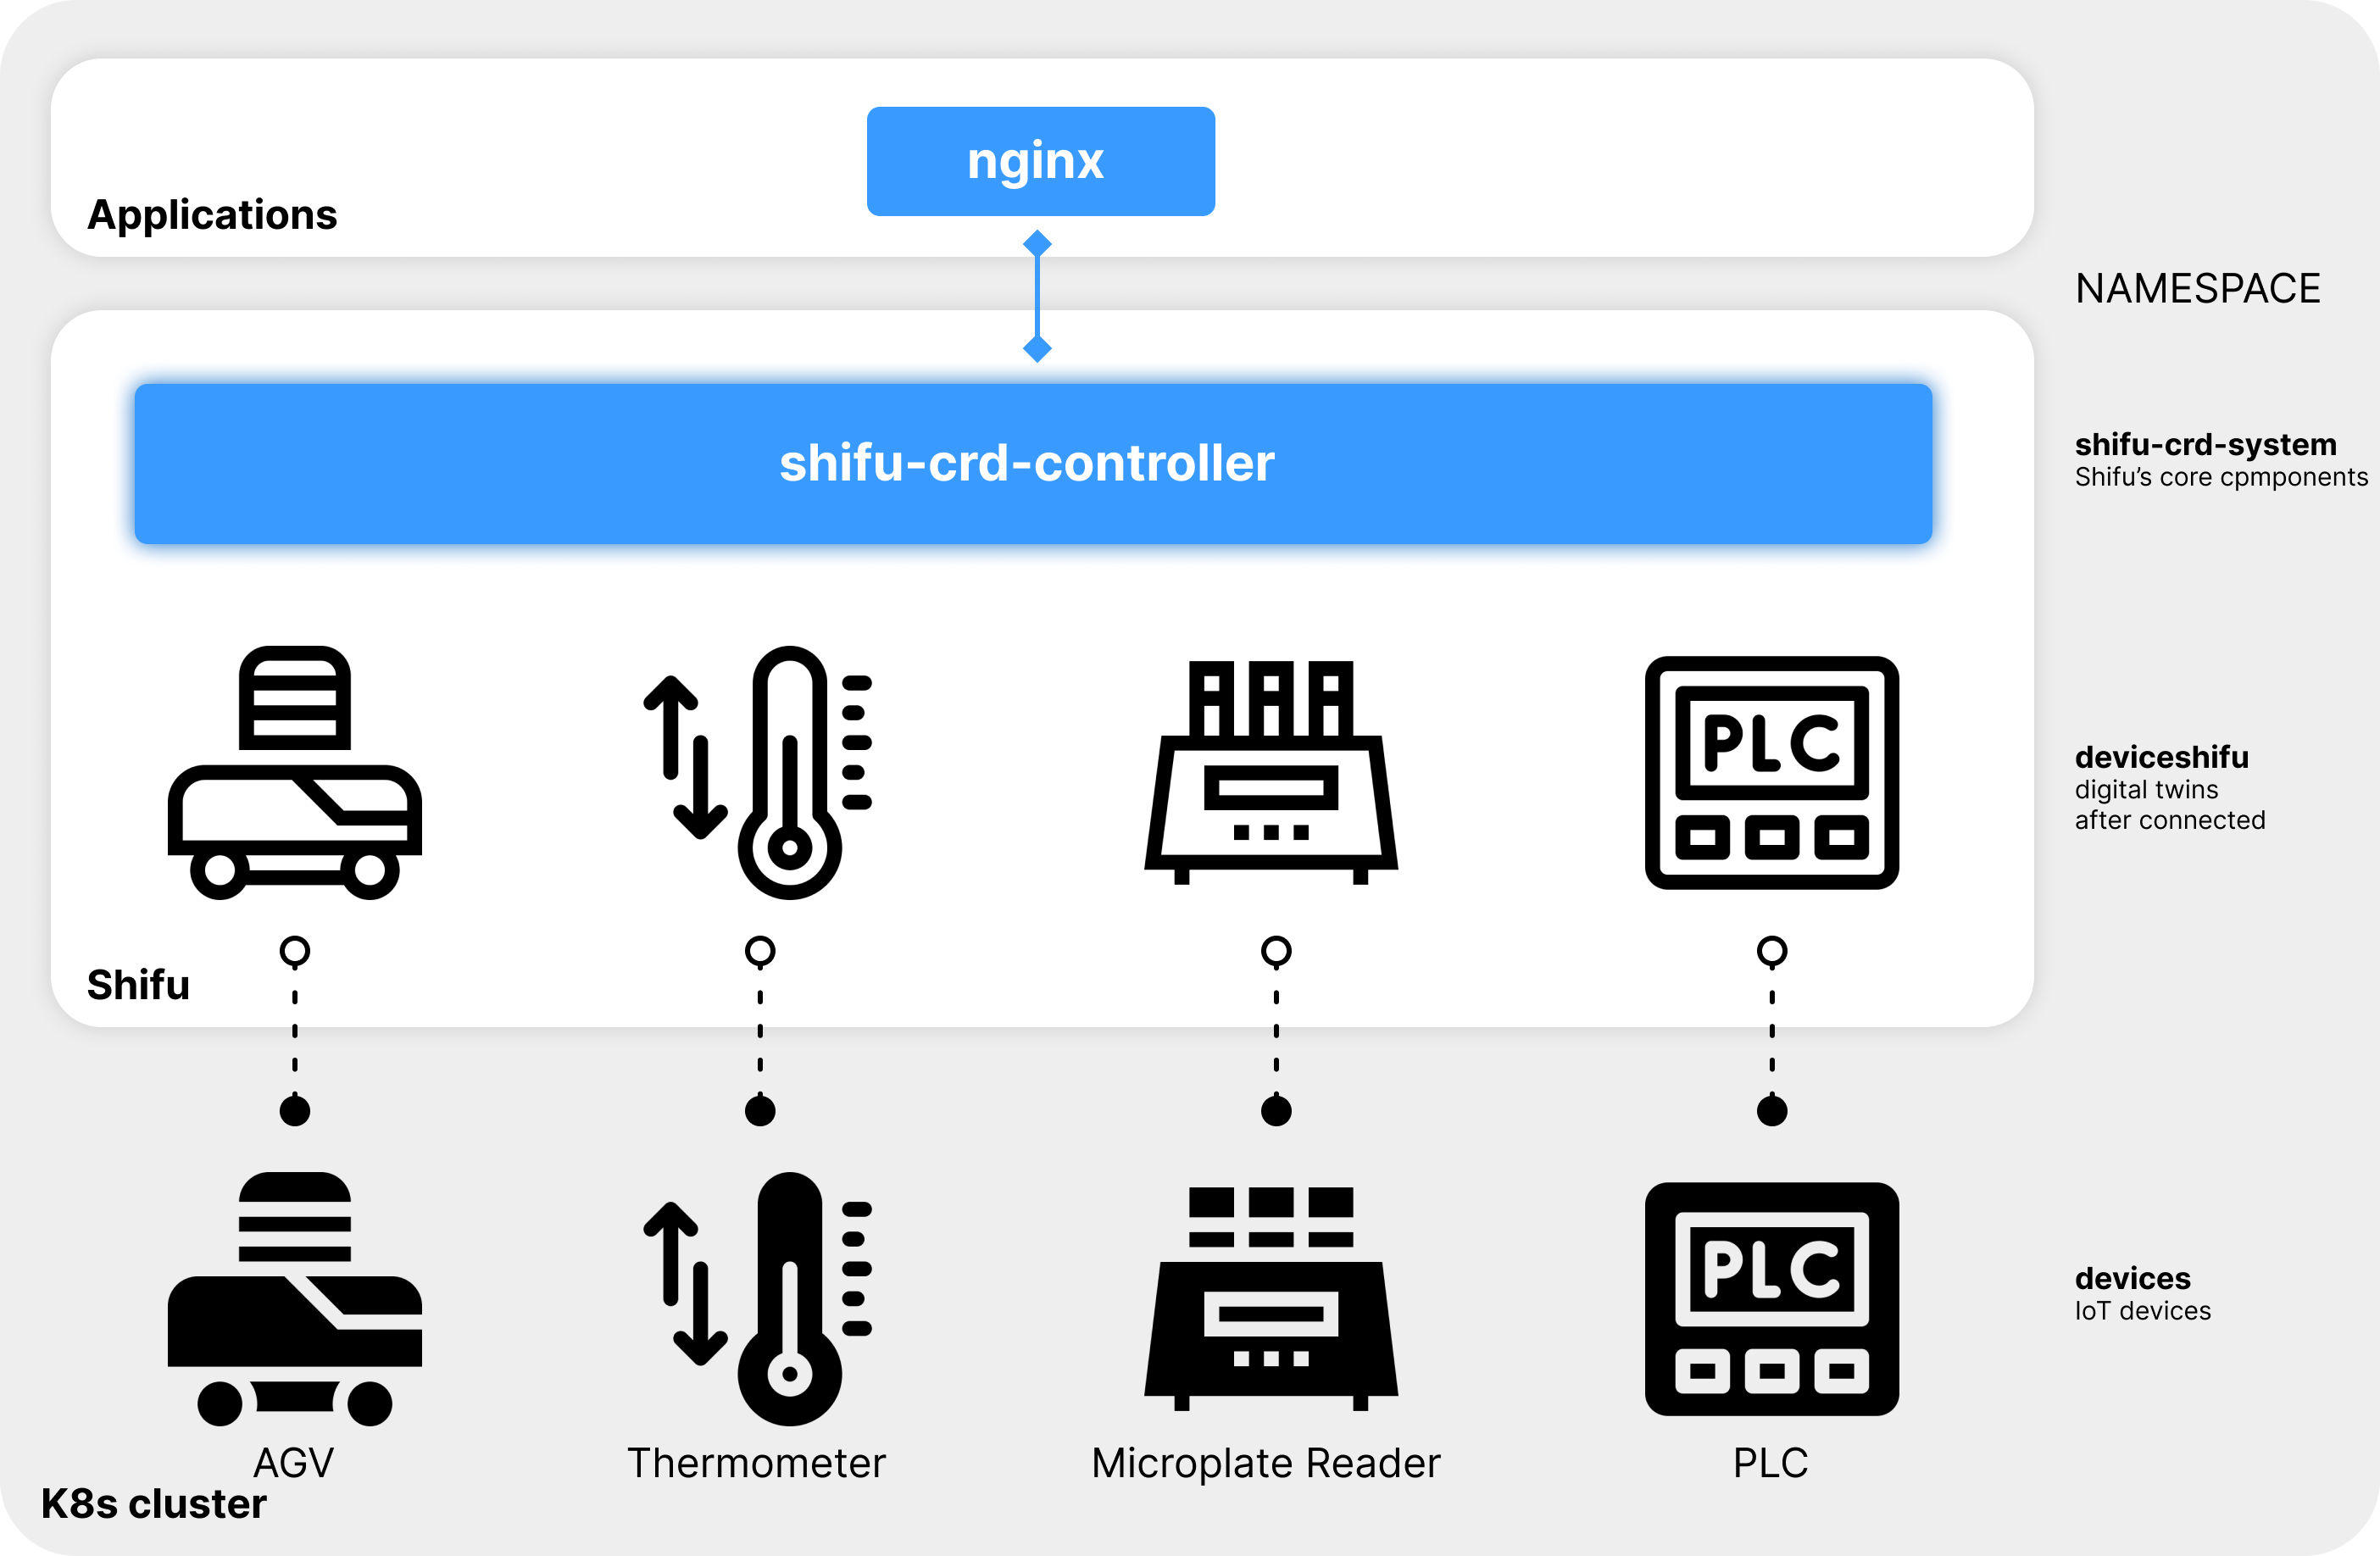 nginx
Applications
NAMESPACE
shifu-crd-controller
shifu-crd-system
Shifu’s core cpmponents
PLC
deviceshifu
digital twins
after connected
Shifu
PLC
devices
IoT devices
AGV
Thermometer
Microplate Reader
PLC
K8s cluster